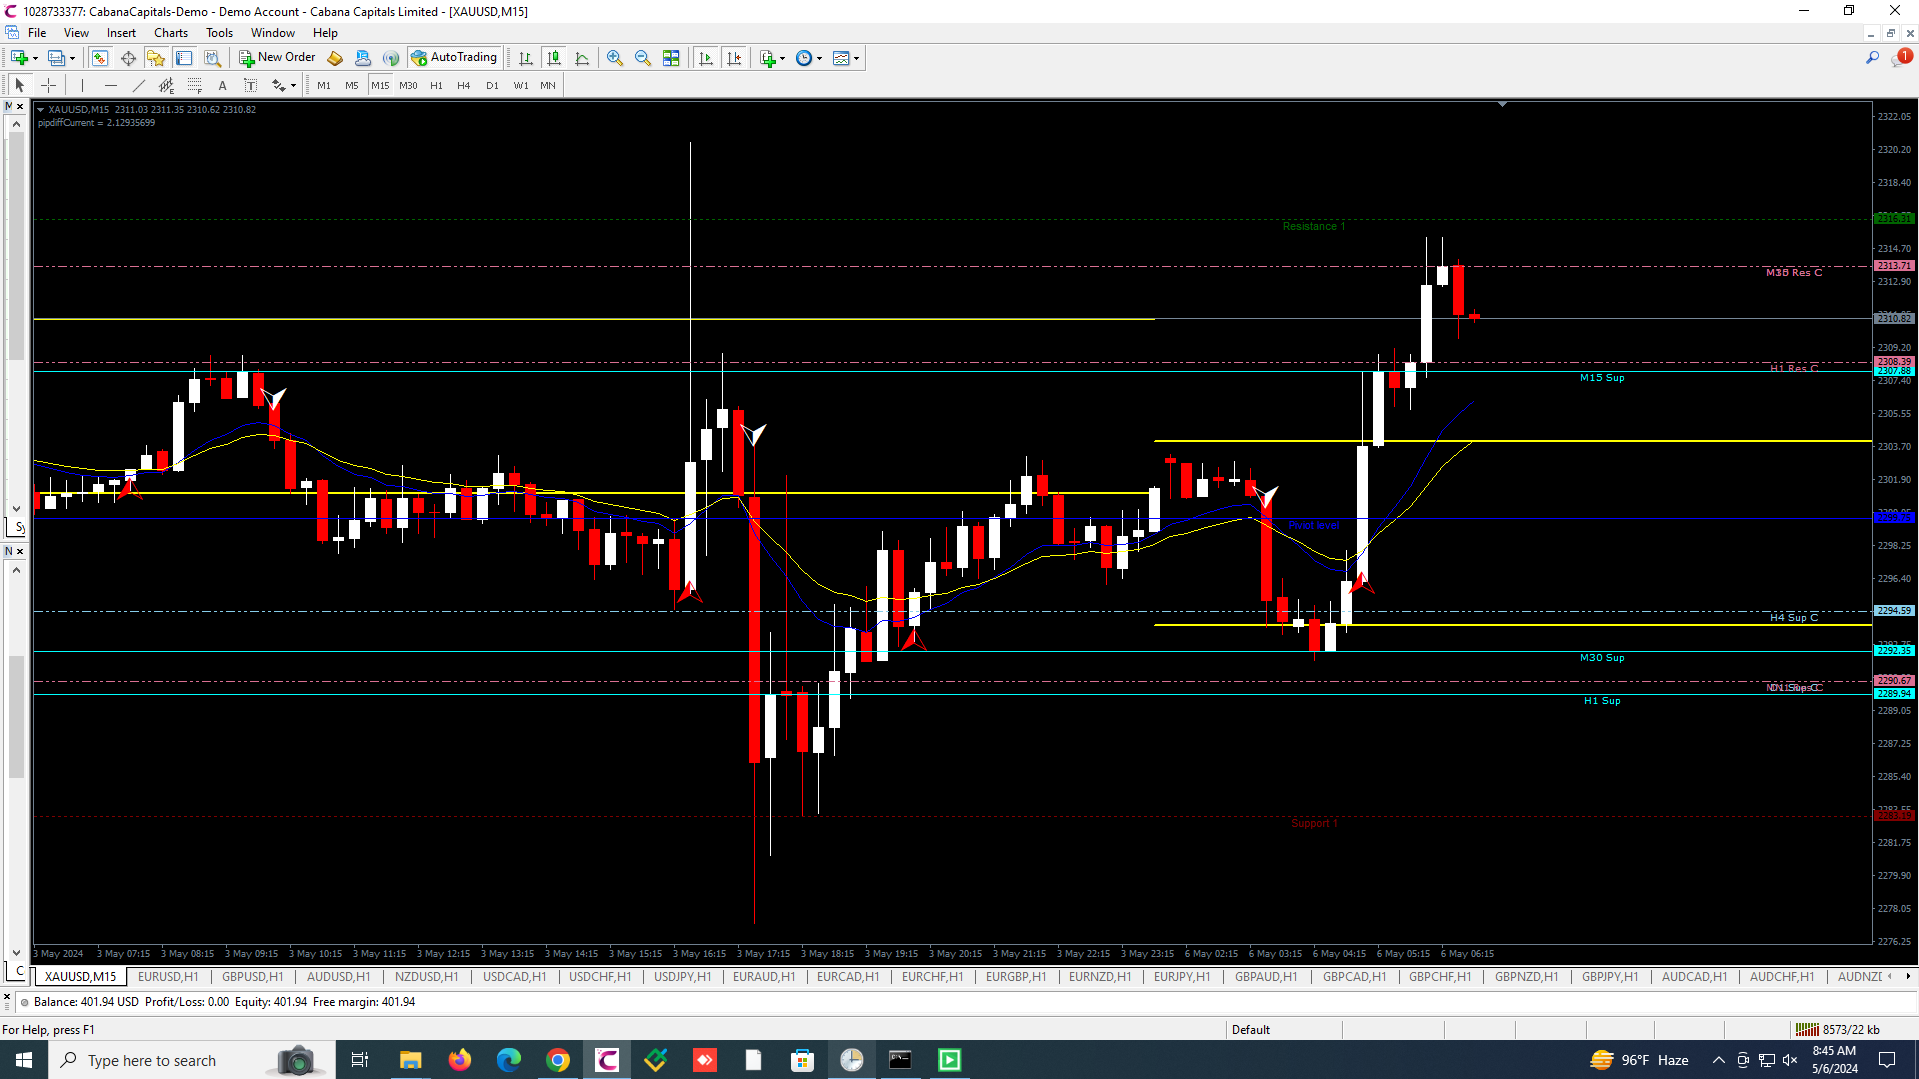 1028733377: CabanaCapitals-Demo - Demo Account - Cabana Capitals Limited - [XAUUSD,M15]
File View Insert Charts Tools Window Help
New Order AutoTrading 1
A T M1 M5 M15 M30 H1 H4 D1 W1 MN
M
XAUUSD,M15 2311.03 2311.35 2310.62 2310.82
pipdiffCurrent = 2.12935699
2322.05
2320.20
2318.40
2316.31
Resistance 1
2314.70
2313.71
Res C
2312.90
2310.82
2309.20
2308.39
H1 Res C
2307.88
M15 Sup
2307.40
2305.55
2303.70
2301.90
Sy
Pivot level
2298.25
N
2296.40
2294.59
H4 Sup C
2292.35
M30 Sup
2290.67
2289.94
H1 Sup
2289.05
2287.25
2285.40
Support 1
2281.75
2279.90
2278.05
2276.25
3 May 2024 3 May 07:15 3 May 08:15 3 May 09:15 3 May 10:15 3 May 11:15 3 May 12:15 3 May 13:15 3 May 14:15 3 May 15:15 3 May 16:15 3 May 17:15 3 May 18:15 3 May 19:15 3 May 20:15 3 May 21:15 3 May 22:15 3 May 23:15 6 May 02:15 6 May 03:15 6 May 04:15 6 May 05:15 6 May 06:15
C
XAUUSD,M15 EURUSD,H1 GBPUSD,H1 AUDUSD,H1 NZDUSD,H1 USDCAD,H1 USDCHF,H1 USDJPY,H1 EURAUD,H1 EURCAD,H1 EURCHF,H1 EURGBP,H1 EURNZD,H1 EURJPY,H1 GBPAUD,H1 GBPCAD,H1 GBPCHF,H1 GBPNZD,H1 GBPJPY,H1 AUDCAD,H1 AUDCHF,H1 AUDNZD
Balance: 401.94 USD Profit/Loss: 0.00 Equity: 401.94 Free margin: 401.94
For Help, press F1 Default 8573/22 kb
Type here to search 96°F Haze 8:45 AM
5/6/2024